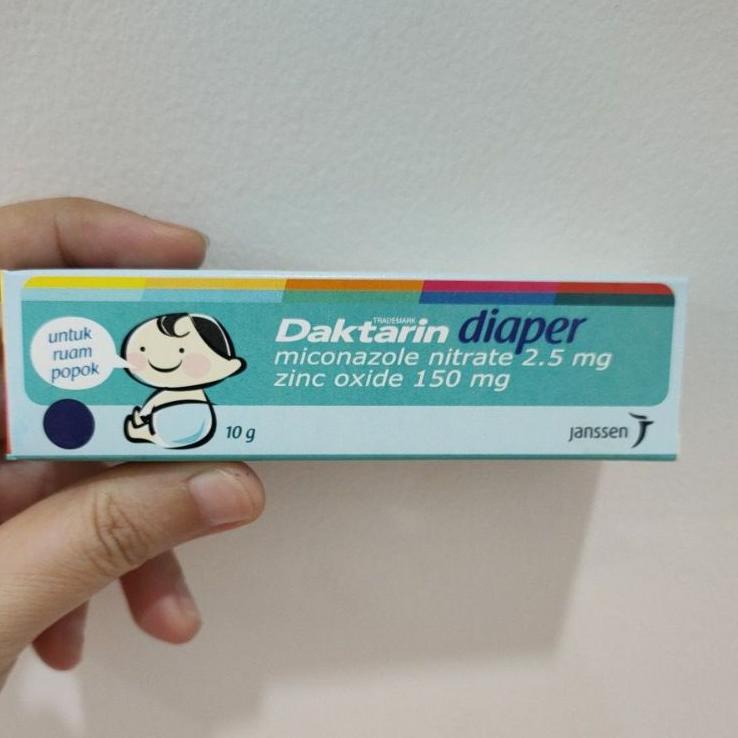 untuk
ruam
popok
TRADEMARK
Daktarin diaper
miconazole nitrate 2.5 mg
zinc oxide 150 mg
10 g
janssen